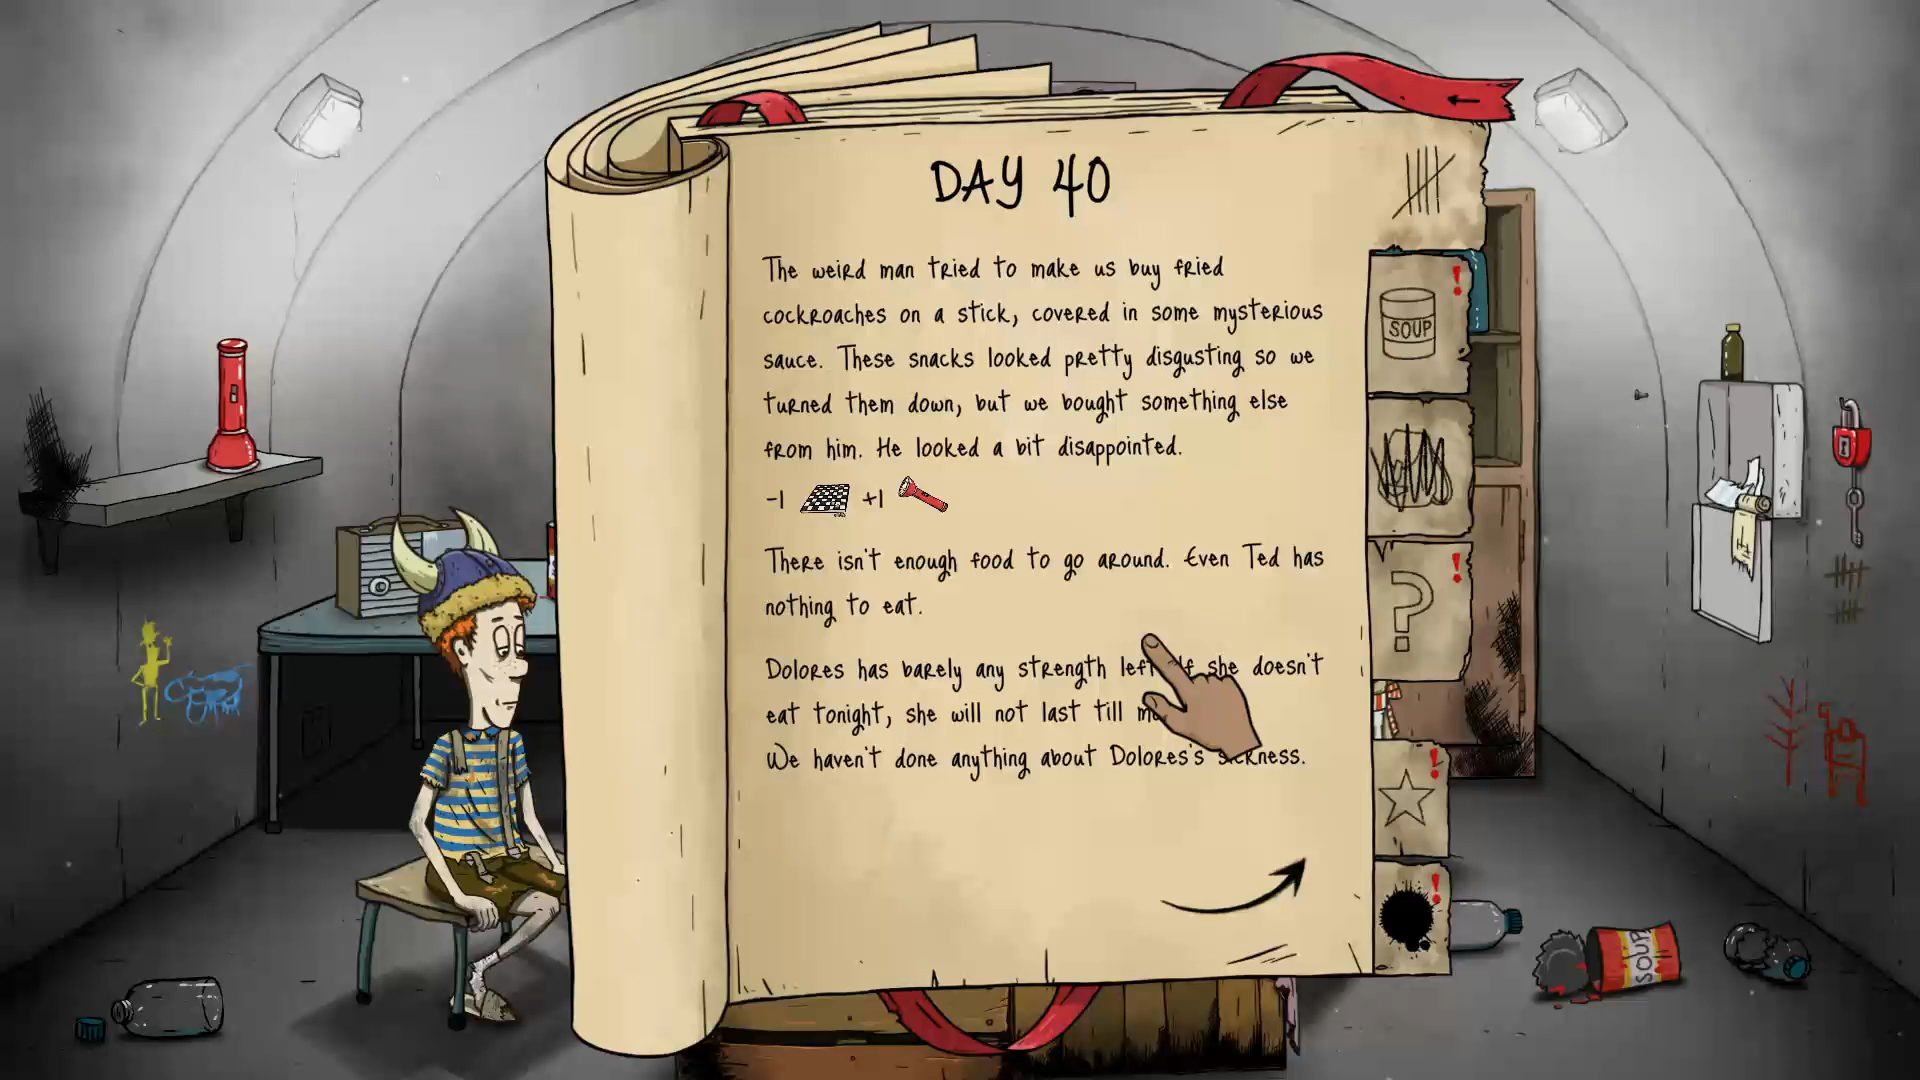 DAY 40
The weird man tried to make us buy fried
cockroaches on a stick, covered in some mysterious
sauce. These snacks looked pretty disgusting so we
turned them down, but we bought something else
from him. He looked a bit disappointed.
-1 +1
There isn't enough food to go around. Even Ted has
nothing to eat.
Dolores has barely any strength left. If she doesn't
eat tonight, she will not last till
We haven't done anything about Dolores's sickness.
SOUP
!
?
!
!
!
SOUP